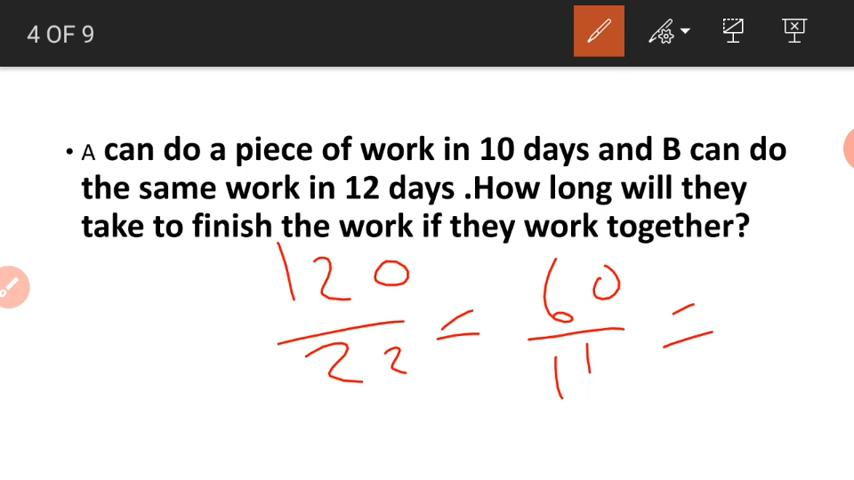 4 OF 9
• A can do a piece of work in 10 days and B can do
the same work in 12 days .How long will they
take to finish the work if they work together?
120/22 = 60/11 =